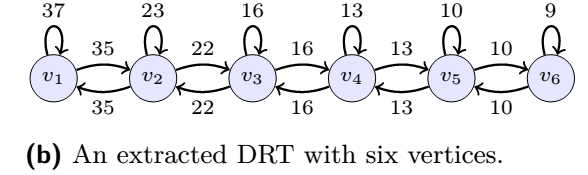 37 23 16 13 10 9
35 22 16 13 10
v1 v2 v3 v4 v5 v6
35 22 16 13 10
(b) An extracted DRT with six vertices.